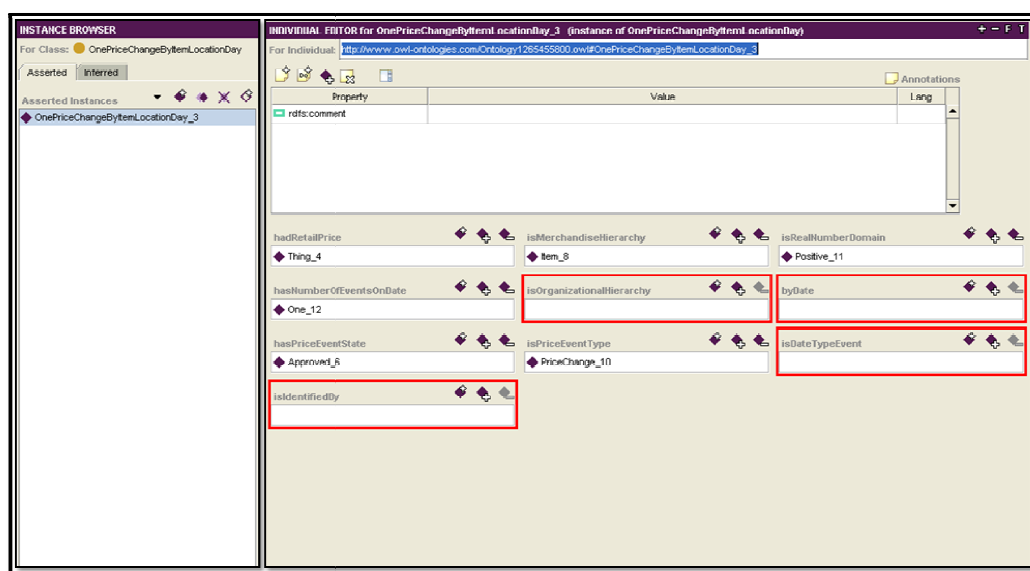 INSTANCE BROWSER
For Class: OnePriceChangeByItemLocationDay
Asserted Inferred
Asserted Instances
OnePriceChangeByItemLocationDay_3
INDIVIDUAL EDITOR for OnePriceChangeByItemLocationDay_3 (instance of OnePriceChangeByItemLocationDay)
+ − F T
For Individual: http://www.owl-ontologies.com/Ontology1265455800.owl#OnePriceChangeByItemLocationDay_3
Annotations
Property Value Lang
rdfs:comment
hadRetailPrice isMerchandiseHierarchy isRealNumberDomain
Thing_4 Item_8 Positive_11
hasNumberOfEventsOnDate isOrganizationalHierarchy byDate
One_12
hasPriceEventState isPriceEventType isDateTypeEvent
Approved_6 PriceChange_10
isIdentifiedBy